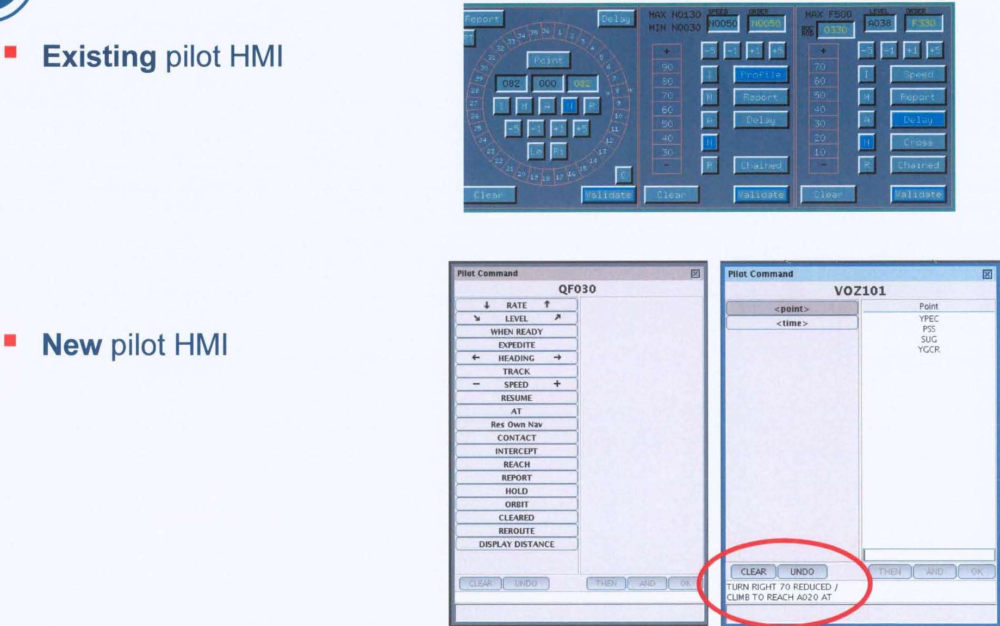 Existing pilot HMI
Report
Delay
34 35 36 1 2 3 4 5 6 7 8 9 10 11 12 13 14 15 16 17 18 19 20 21 22 23 24 25 26 27 28 29 30 31 32 33
Point
082 000 082
I M A N R
-5 -1 +1 +5
Le Ri
C
Clear Validate
MAX N0130 SPEED ORDER
MIN N0030 N0050 N0050
-5 -1 +1 +5
+
90
80
70
60
50
40
30
-
I Profile
M Report
A Delay
N
R Chained
Clear Validate
MAX F500 LEVEL ORDER
ROC
ROD 0330 A038 F330
-5 -1 +1 +5
+
70
60
50
40
30
20
10
-
I Speed
M Report
A Delay
N Cross
R Chained
Clear Validate
New pilot HMI
Pilot Command
QF030
↓ RATE ↑
↘ LEVEL ↗
WHEN READY
EXPEDITE
← HEADING →
TRACK
− SPEED +
RESUME
AT
Res Own Nav
CONTACT
INTERCEPT
REACH
REPORT
HOLD
ORBIT
CLEARED
REROUTE
DISPLAY DISTANCE
CLEAR UNDO THEN AND OK
Pilot Command
VOZ101
<point>
<time>
Point
YPEC
PSS
SUG
YGCR
CLEAR UNDO THEN AND OK
TURN RIGHT 70 REDUCED /
CLIMB TO REACH A020 AT